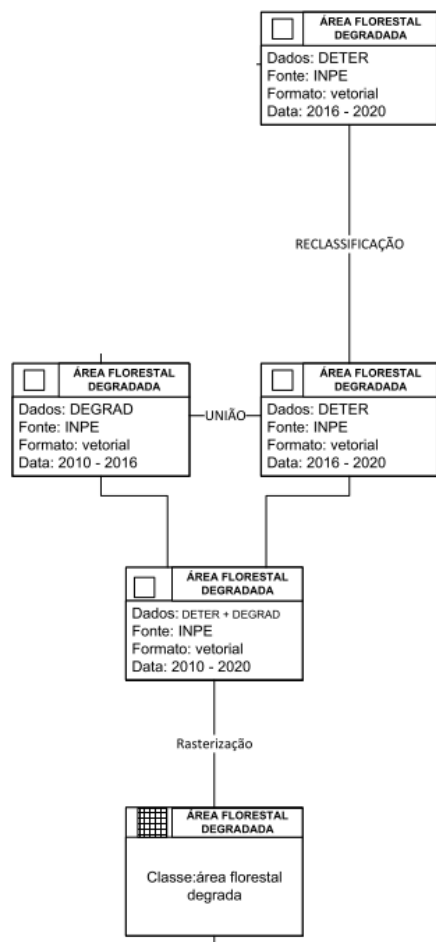 ÁREA FLORESTAL
DEGRADADA
Dados: DETER
Fonte: INPE
Formato: vetorial
Data: 2016 - 2020
RECLASSIFICAÇÃO
ÁREA FLORESTAL
DEGRADADA
Dados: DEGRAD
Fonte: INPE
Formato: vetorial
Data: 2010 - 2016
UNIÃO
ÁREA FLORESTAL
DEGRADADA
Dados: DETER
Fonte: INPE
Formato: vetorial
Data: 2016 - 2020
ÁREA FLORESTAL
DEGRADADA
Dados: DETER + DEGRAD
Fonte: INPE
Formato: vetorial
Data: 2010 - 2020
Rasterização
ÁREA FLORESTAL
DEGRADADA
Classe:área florestal
degrada